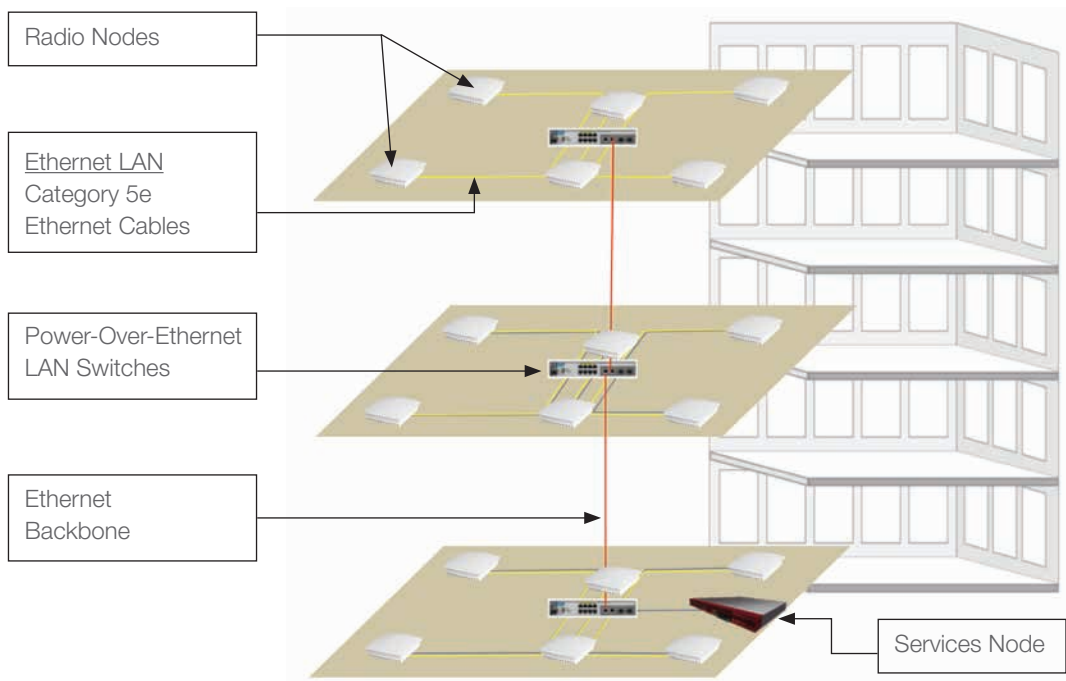 Radio Nodes
Ethernet LAN
Category 5e
Ethernet Cables
Power-Over-Ethernet
LAN Switches
Ethernet
Backbone
Services Node